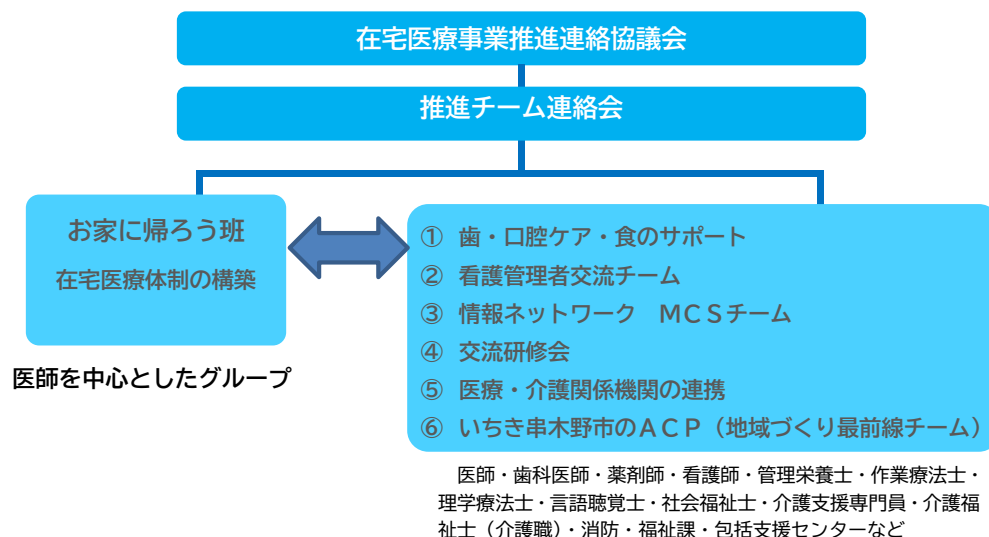 在宅医療事業推進連絡協議会
推進チーム連絡会
お家に帰ろう班
在宅医療体制の構築
医師を中心としたグループ
① 歯・口腔ケア・食のサポート
② 看護管理者交流チーム
③ 情報ネットワーク　ＭＣＳチーム
④ 交流研修会
⑤ 医療・介護関係機関の連携
⑥ いちき串木野市のＡＣＰ（地域づくり最前線チーム）
医師・歯科医師・薬剤師・看護師・管理栄養士・作業療法士・
理学療法士・言語聴覚士・社会福祉士・介護支援専門員・介護福
祉士（介護職）・消防・福祉課・包括支援センターなど